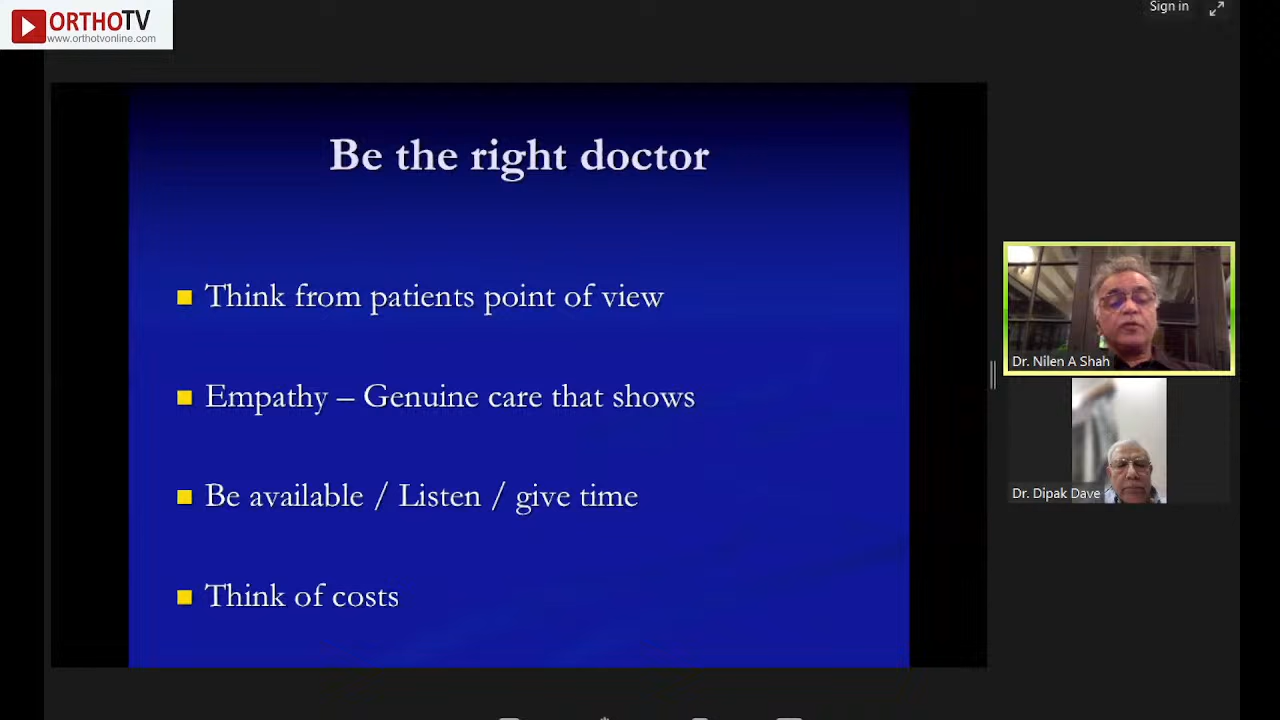 ORTHOTV
www.orthotvonline.com
Sign in
Be the right doctor
Think from patients point of view
Empathy – Genuine care that shows
Be available / Listen / give time
Think of costs
Dr. Nilen A Shah
Dr. Dipak Dave